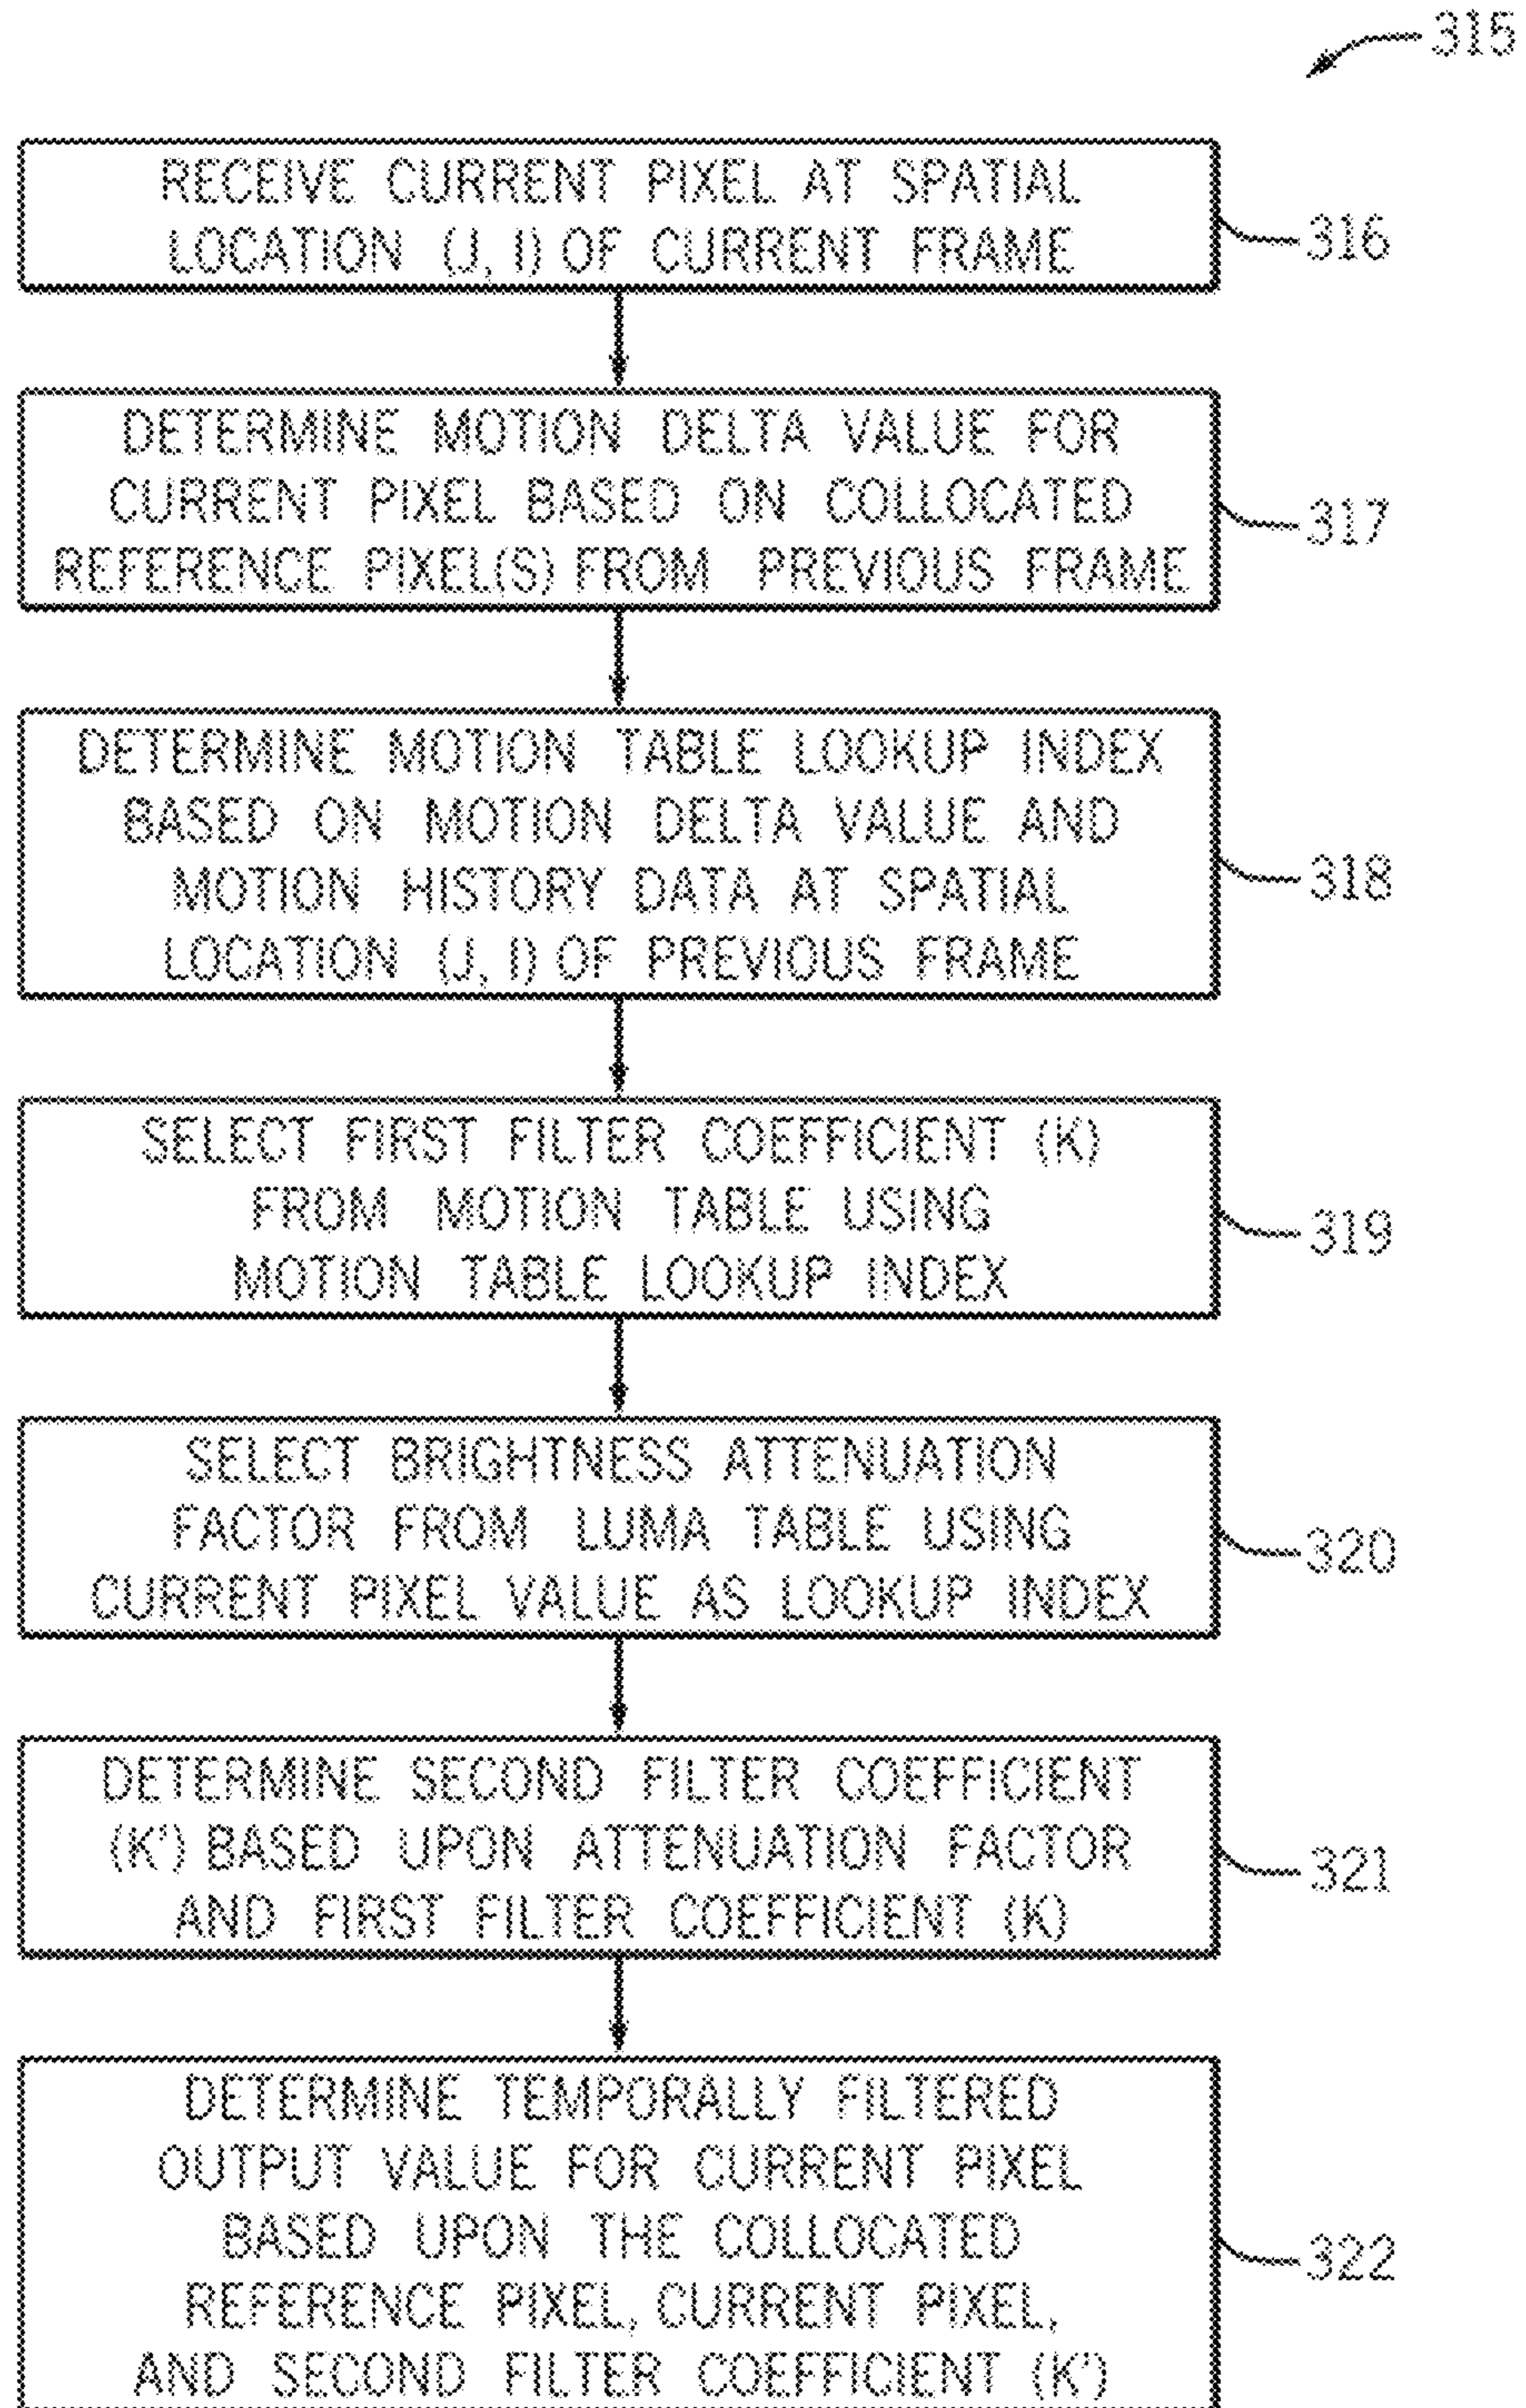 315
RECEIVE CURRENT PIXEL AT SPATIAL
LOCATION (J, I) OF CURRENT FRAME
316
DETERMINE MOTION DELTA VALUE FOR
CURRENT PIXEL BASED ON COLLOCATED
REFERENCE PIXEL(S) FROM PREVIOUS FRAME
317
DETERMINE MOTION TABLE LOOKUP INDEX
BASED ON MOTION DELTA VALUE AND
MOTION HISTORY DATA AT SPATIAL
LOCATION (J, I) OF PREVIOUS FRAME
318
SELECT FIRST FILTER COEFFICIENT (K)
FROM MOTION TABLE USING
MOTION TABLE LOOKUP INDEX
319
SELECT BRIGHTNESS ATTENUATION
FACTOR FROM LUMA TABLE USING
CURRENT PIXEL VALUE AS LOOKUP INDEX
320
DETERMINE SECOND FILTER COEFFICIENT
(K') BASED UPON ATTENUATION FACTOR
AND FIRST FILTER COEFFICIENT (K)
321
DETERMINE TEMPORALLY FILTERED
OUTPUT VALUE FOR CURRENT PIXEL
BASED UPON THE COLLOCATED
REFERENCE PIXEL, CURRENT PIXEL,
AND SECOND FILTER COEFFICIENT (K')
322